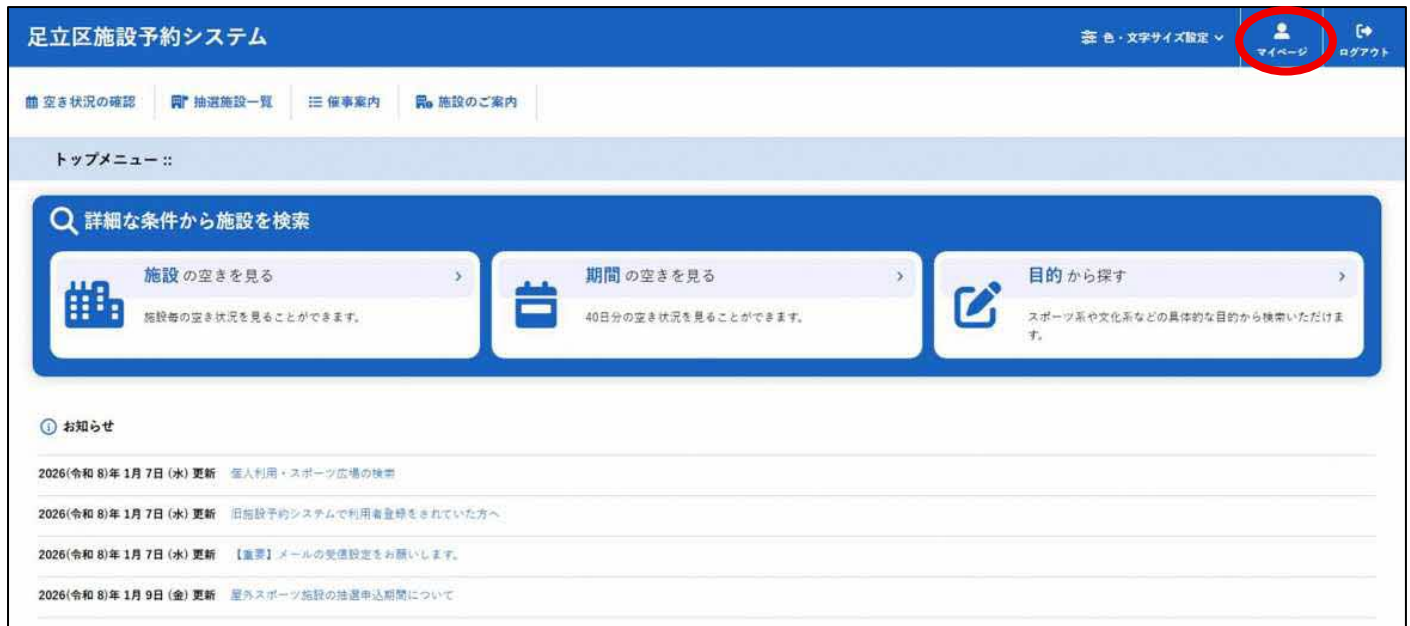 足立区施設予約システム
色・文字サイズ設定
マイページ
ログアウト
空き状況の確認
抽選施設一覧
催事案内
施設のご案内
トップメニュー ::
詳細な条件から施設を検索
施設 の空きを見る
施設毎の空き状況を見ることができます。
期間 の空きを見る
40日分の空き状況を見ることができます。
目的 から探す
スポーツ系や文化系などの具体的な目的から検索いただけま
す。
お知らせ
2026(令和 8)年 1月 7日 (水) 更新 個人利用・スポーツ広場の検索
2026(令和 8)年 1月 7日 (水) 更新 旧施設予約システムで利用者登録をされていた方へ
2026(令和 8)年 1月 7日 (水) 更新 【重要】メールの受信設定をお願いします。
2026(令和 8)年 1月 9日 (金) 更新 屋外スポーツ施設の抽選申込期間について